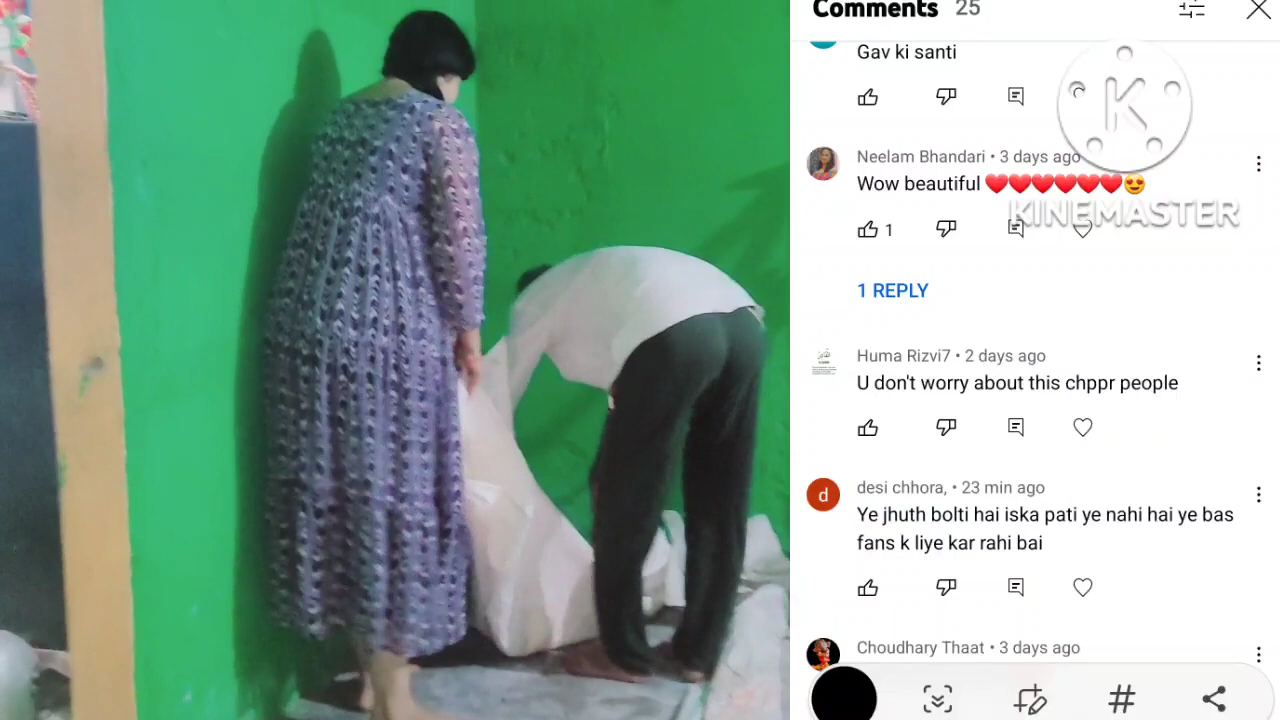 Comments 25
Gav ki santi
Neelam Bhandari • 3 days ago
Wow beautiful ❤️❤️❤️❤️❤️❤️😍
K
KINEMASTER
1
1 REPLY
Huma Rizvi7 • 2 days ago
U don't worry about this chppr people
d
desi chhora, • 23 min ago
Ye jhuth bolti hai iska pati ye nahi hai ye bas
fans k liye kar rahi bai
Choudhary Thaat • 3 days ago